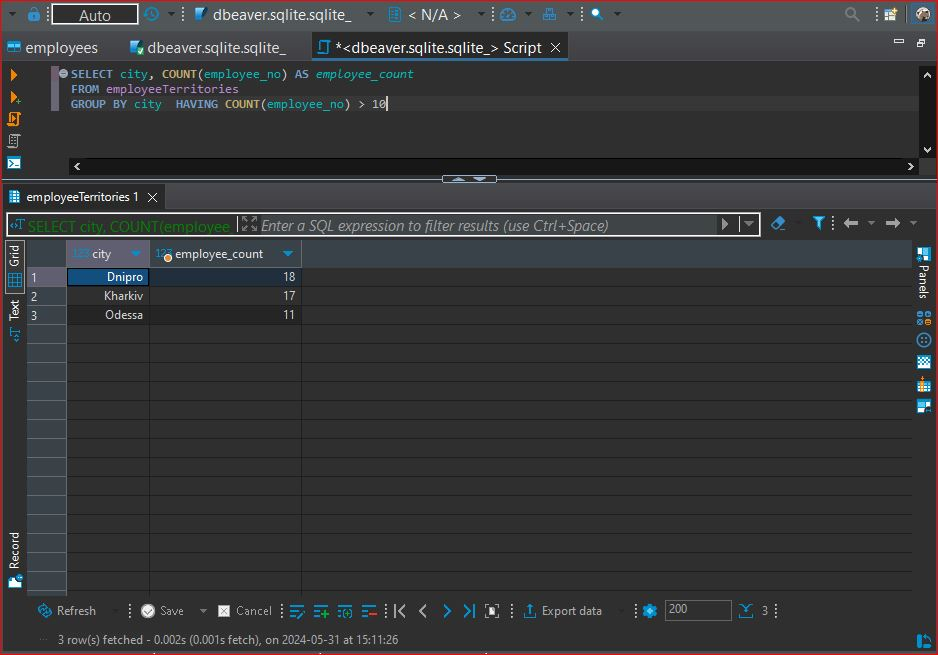 Auto
dbeaver.sqlite.sqlite_
< N/A >
employees
dbeaver.sqlite.sqlite_
*<dbeaver.sqlite.sqlite_> Script
SELECT city, COUNT(employee_no) AS employee_count
FROM employeeTerritories
GROUP BY city  HAVING COUNT(employee_no) > 10
employeeTerritories 1
SELECT city, COUNT(employee
Enter a SQL expression to filter results (use Ctrl+Space)
Grid
Text
Record
123 city
123 employee_count
1 Dnipro 18
2 Kharkiv 17
3 Odessa 11
Panels
Refresh
Save
Cancel
Export data
200
3
3 row(s) fetched - 0.002s (0.001s fetch), on 2024-05-31 at 15:11:26